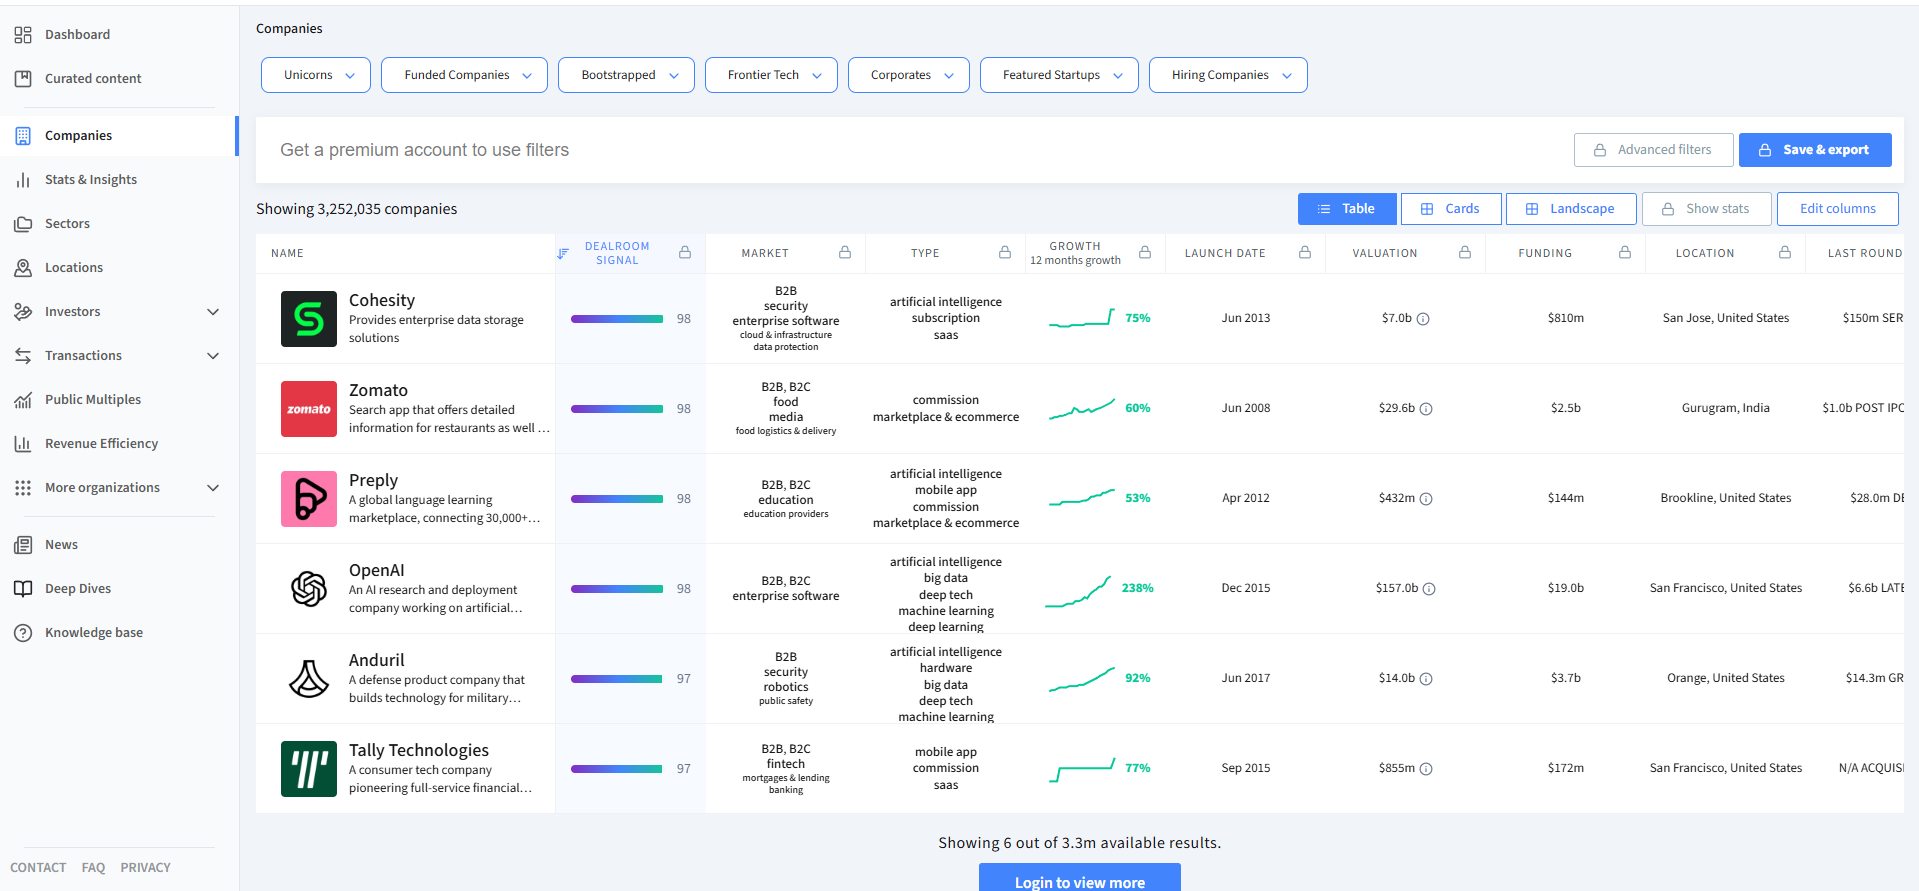 Dashboard
Curated content
Companies
Stats & Insights
Sectors
Locations
Investors
Transactions
Public Multiples
Revenue Efficiency
More organizations
News
Deep Dives
Knowledge base
CONTACT FAQ PRIVACY
Companies
Unicorns Funded Companies Bootstrapped Frontier Tech Corporates Featured Startups Hiring Companies
Get a premium account to use filters Advanced filters Save & export
Showing 3,252,035 companies Table Cards Landscape Show stats Edit columns
NAME DEALROOM SIGNAL MARKET TYPE GROWTH 12 months growth LAUNCH DATE VALUATION FUNDING LOCATION LAST ROUND
Cohesity
Provides enterprise data storage
solutions
98
B2B
security
enterprise software
cloud & infrastructure
data protection
artificial intelligence
subscription
saas
75% Jun 2013 $7.0b $810m San Jose, United States $150m SER
zomato
Zomato
Search app that offers detailed
information for restaurants as well ...
98
B2B, B2C
food
media
food logistics & delivery
commission
marketplace & ecommerce
60% Jun 2008 $29.6b $2.5b Gurugram, India $1.0b POST IPO
Preply
A global language learning
marketplace, connecting 30,000+...
98
B2B, B2C
education
education providers
artificial intelligence
mobile app
commission
marketplace & ecommerce
53% Apr 2012 $432m $144m Brookline, United States $28.0m DE
OpenAI
An AI research and deployment
company working on artificial...
98
B2B, B2C
enterprise software
artificial intelligence
big data
deep tech
machine learning
deep learning
238% Dec 2015 $157.0b $19.0b San Francisco, United States $6.6b LATE
Anduril
A defense product company that
builds technology for military...
97
B2B
security
robotics
public safety
artificial intelligence
hardware
big data
deep tech
machine learning
92% Jun 2017 $14.0b $3.7b Orange, United States $14.3m GR
Tally Technologies
A consumer tech company
pioneering full-service financial...
97
B2B, B2C
fintech
mortgages & lending
banking
mobile app
commission
saas
77% Sep 2015 $855m $172m San Francisco, United States N/A ACQUIS
Showing 6 out of 3.3m available results.
Login to view more